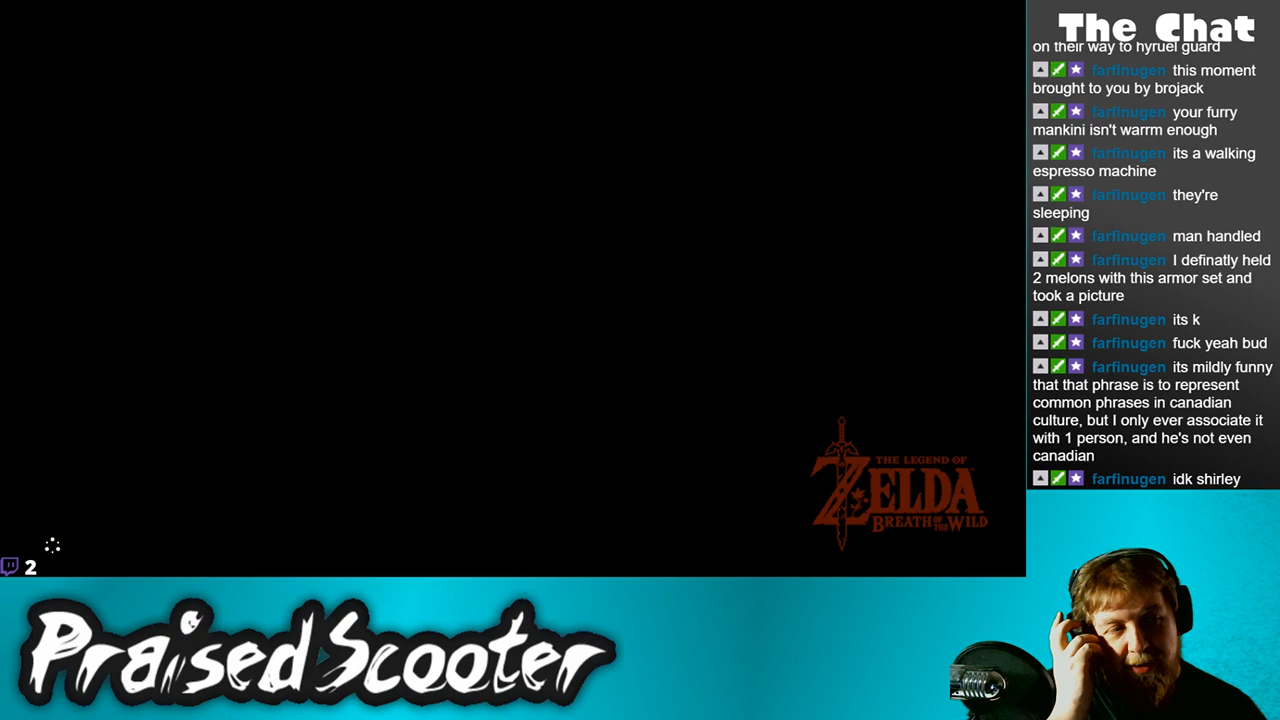 The Chat
on their way to hyruel guard
farfinugen this moment
brought to you by brojack
farfinugen your furry
mankini isn't warrm enough
farfinugen its a walking
espresso machine
farfinugen they're
sleeping
farfinugen man handled
farfinugen I definatly held
2 melons with this armor set and
took a picture
farfinugen its k
farfinugen fuck yeah bud
farfinugen its mildly funny
that that phrase is to represent
common phrases in canadian
culture, but I only ever associate it
with 1 person, and he's not even
canadian
farfinugen idk shirley
THE LEGEND OF
ZELDA
BREATH OF THE WILD
2
PraisedScooter